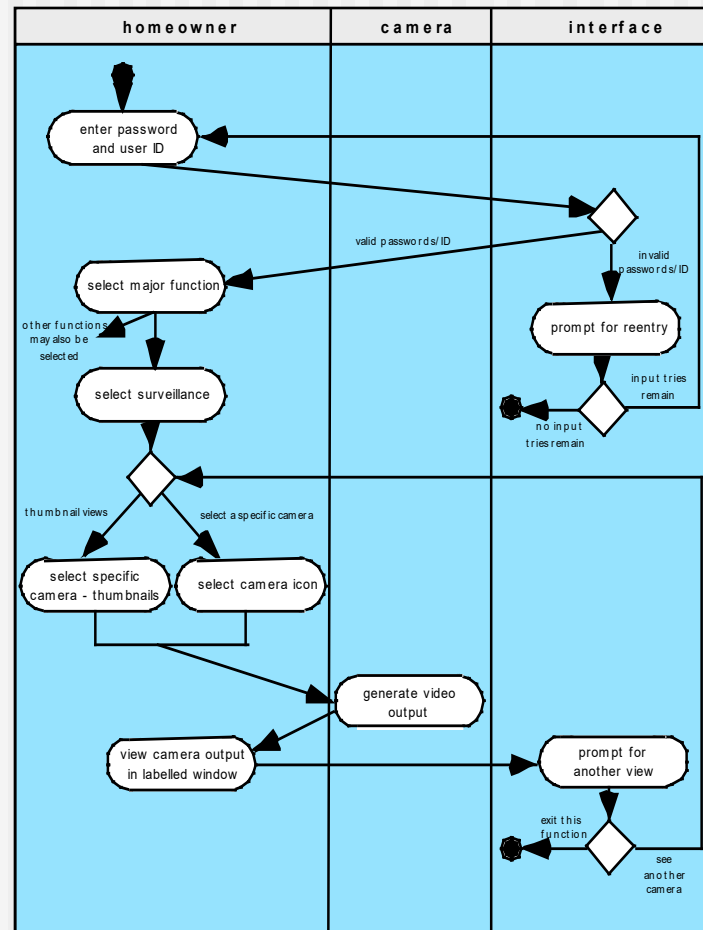 homeowner
camera
interface
enter password
and user ID
valid passwords/ID
invalid
passwords/ID
select major function
prompt for reentry
other functions
may also be
selected
input tries
remain
select surveillance
no input
tries remain
thumbnail views
select a specific camera
select specific
camera - thumbnails
select camera icon
generate video
output
view camera output
in labelled window
prompt for
another view
exit this
function
see
another
camera